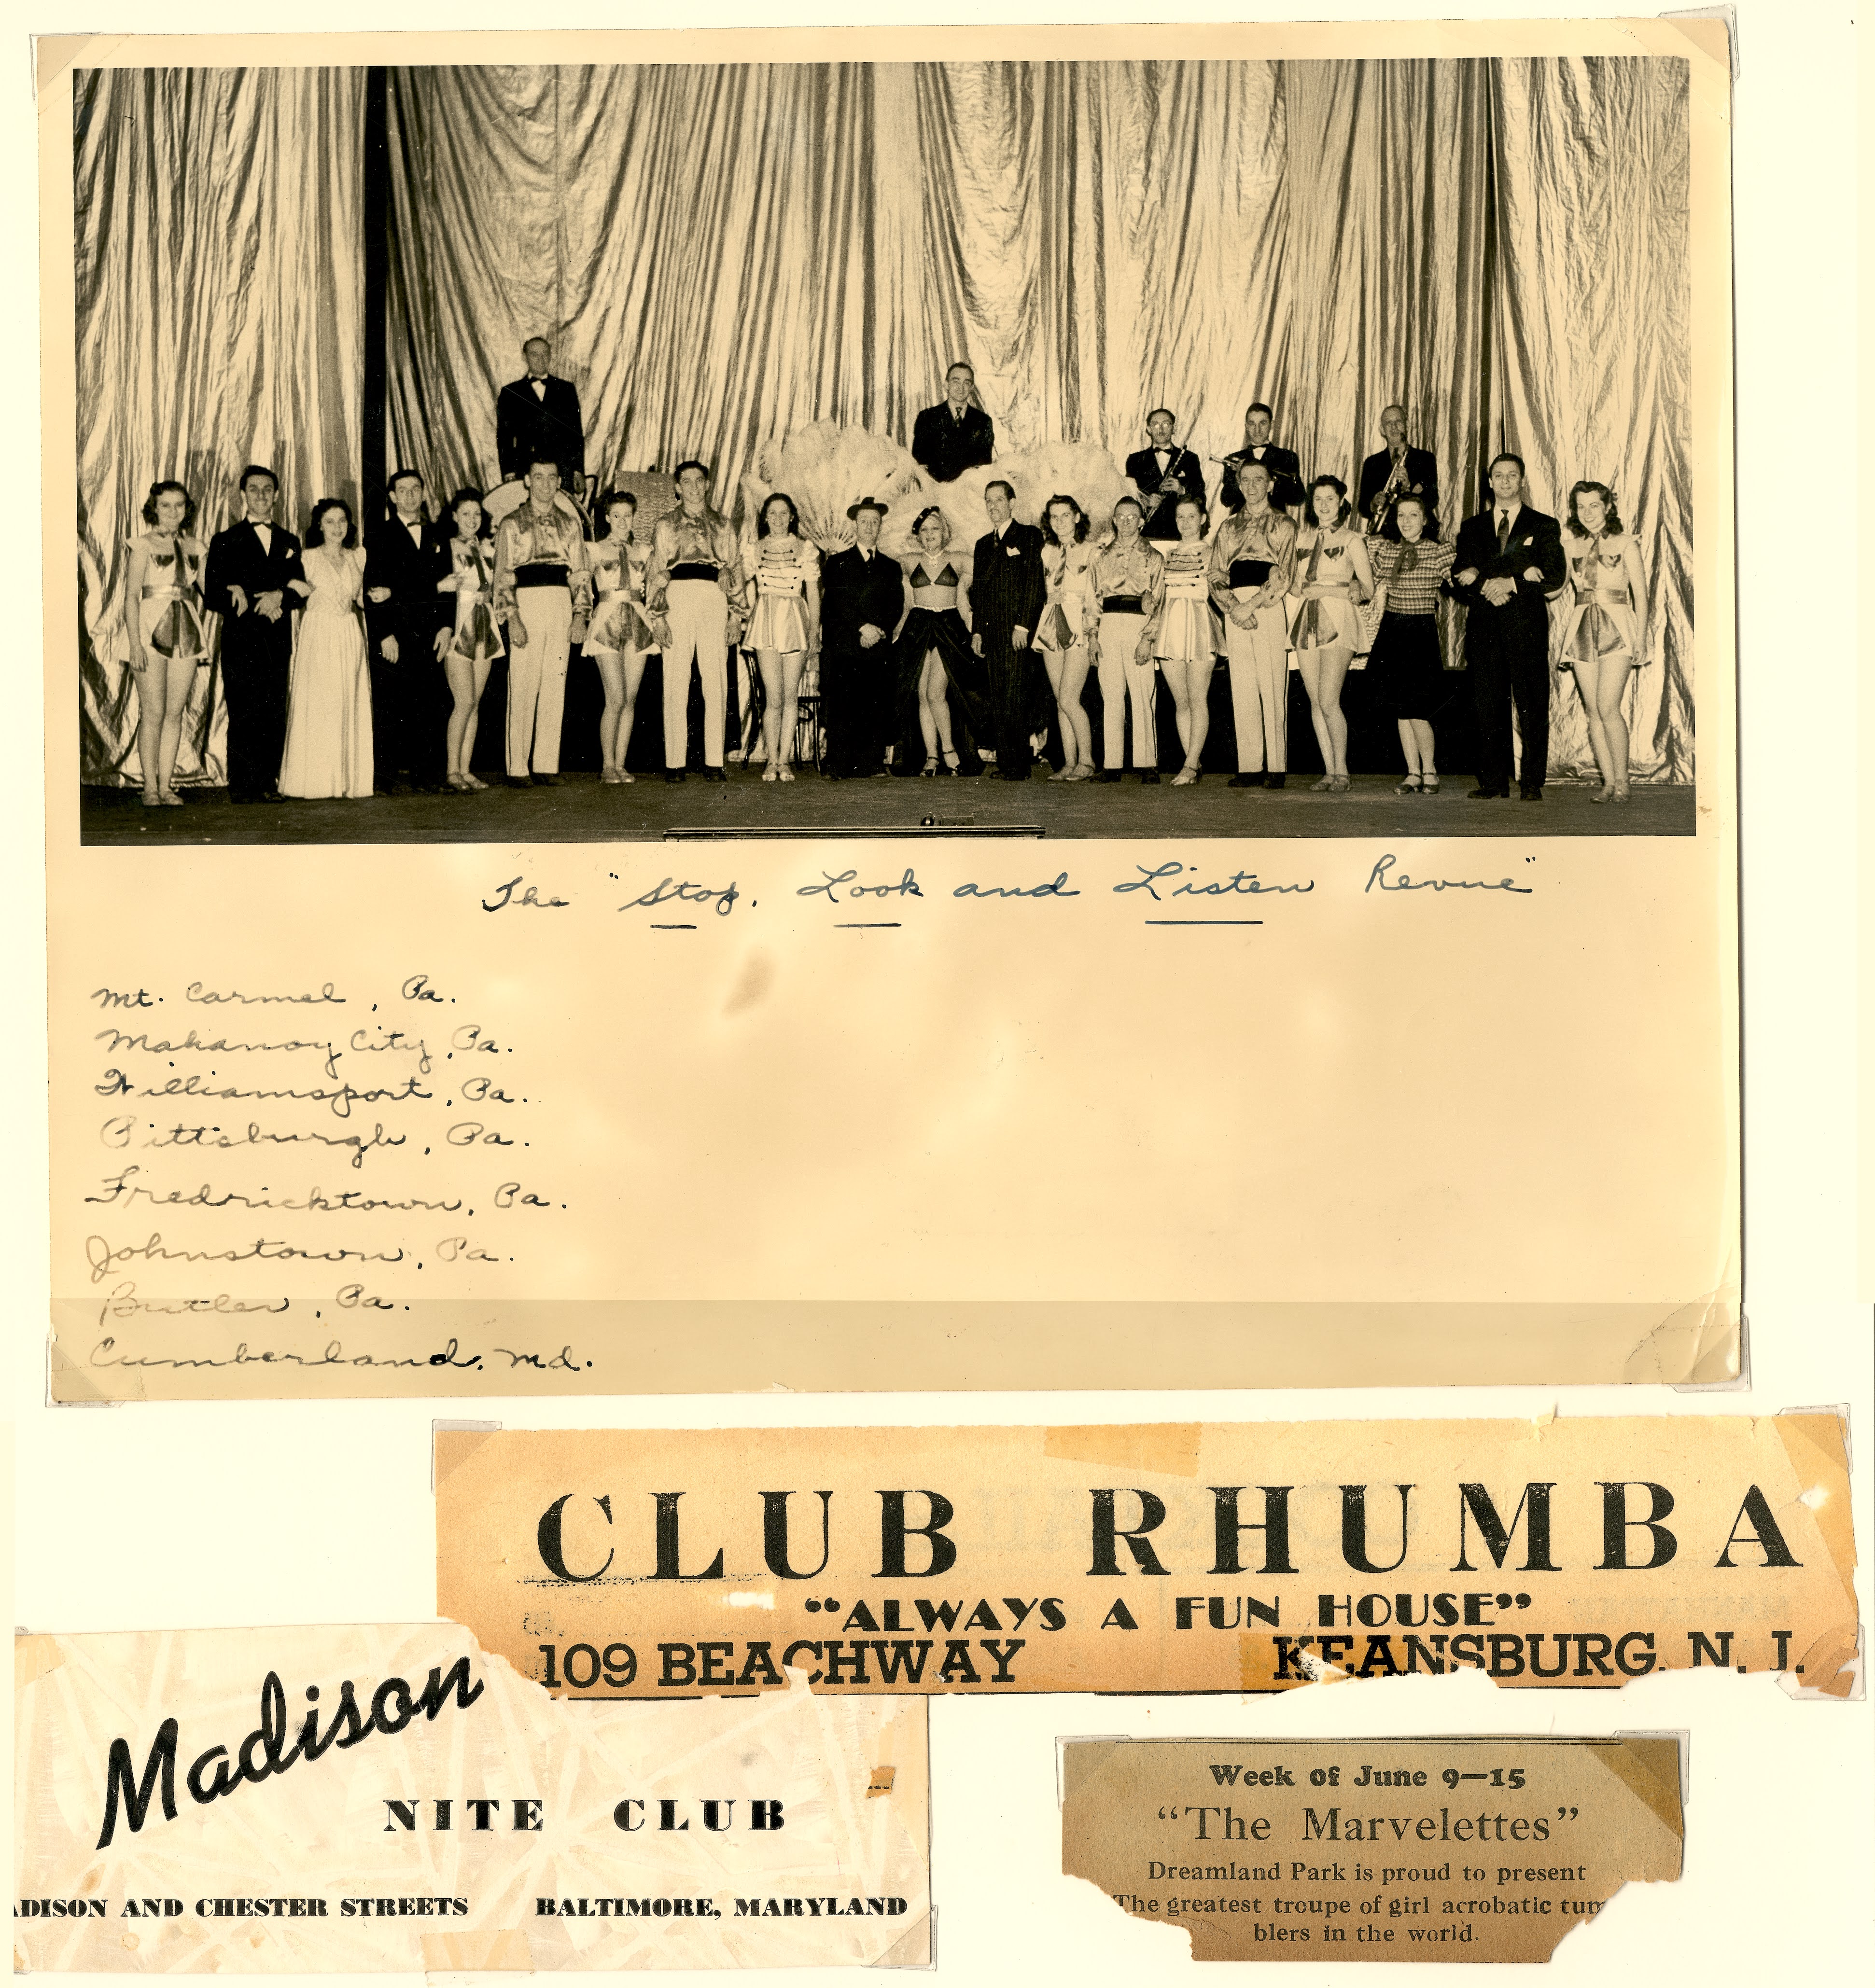 The "Stop, Look and Listen Revue"
Mt. Carmel, Pa.
Mahanoy City, Pa.
Williamsport, Pa.
Pittsburgh, Pa.
Fredricktown, Pa.
Johnstown, Pa.
Butler, Pa.
Cumberland, Md.
CLUB RHUMBA
“ALWAYS A FUN HOUSE”
109 BEACHWAY KEANSBURG, N. J.
Madison
NITE CLUB
ADISON AND CHESTER STREETS BALTIMORE, MARYLAND
Week of June 9—15
“The Marvelettes”
Dreamland Park is proud to present
The greatest troupe of girl acrobatic tum
blers in the world.